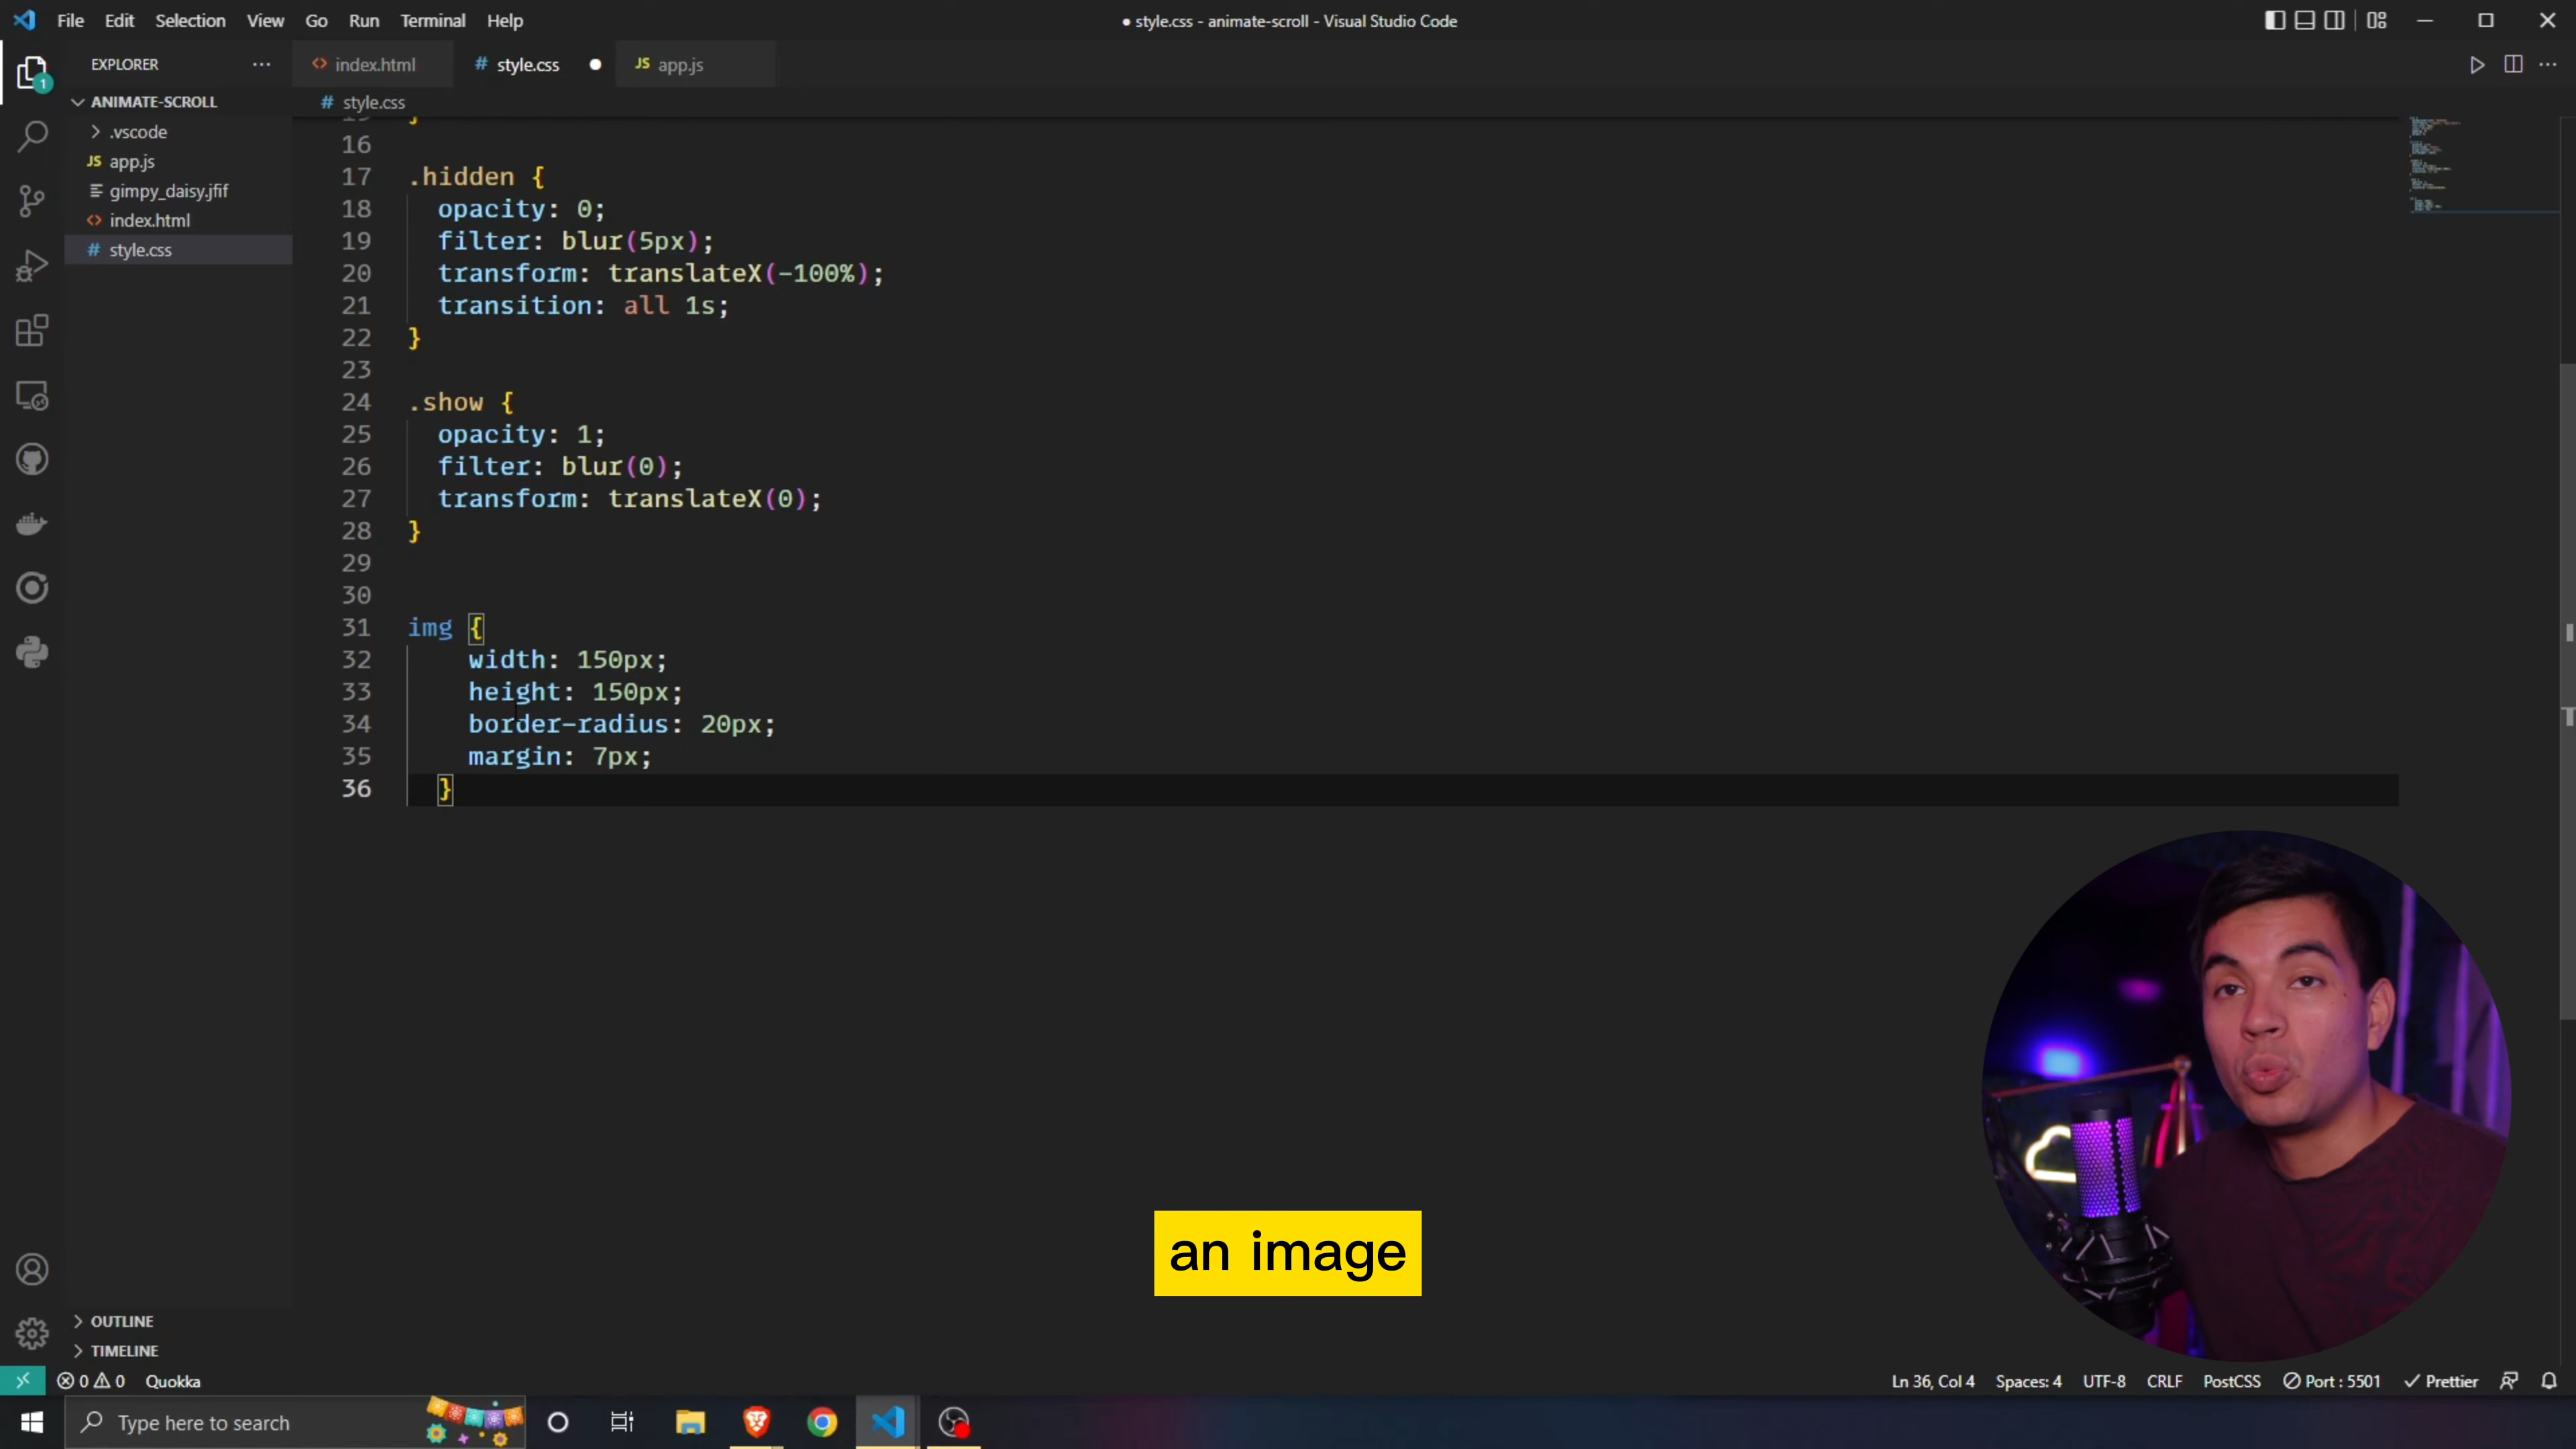 File Edit Selection View Go Run Terminal Help
● style.css - animate-scroll - Visual Studio Code
EXPLORER
index.html
# style.css
JS app.js
1
ANIMATE-SCROLL
.vscode
JS app.js
gimpy_daisy.jfif
index.html
# style.css
# style.css
15 }
16
17 .hidden {
18 opacity: 0;
19 filter: blur(5px);
20 transform: translateX(-100%);
21 transition: all 1s;
22 }
23
24 .show {
25 opacity: 1;
26 filter: blur(0);
27 transform: translateX(0);
28 }
29
30
31 img {
32 width: 150px;
33 height: 150px;
34 border-radius: 20px;
35 margin: 7px;
36 }
an image
OUTLINE
TIMELINE
0 0 Quokka
Ln 36, Col 4 Spaces: 4 UTF-8 CRLF PostCSS Port : 5501 Prettier
Type here to search